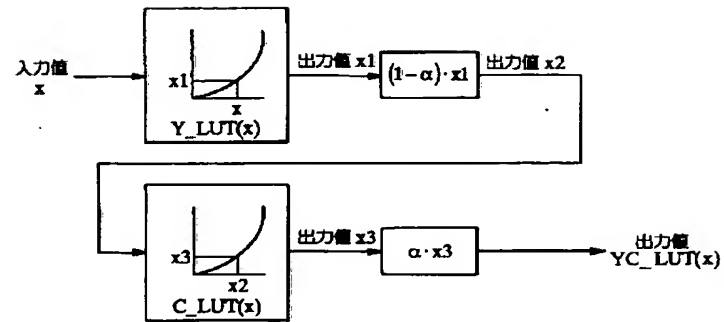 入力値
x
x1
x
Y_LUT(x)
出力値 x1
(1-α)・x1
出力値 x2
x3
x2
C_LUT(x)
出力値 x3
α・x3
出力値
YC_LUT(x)